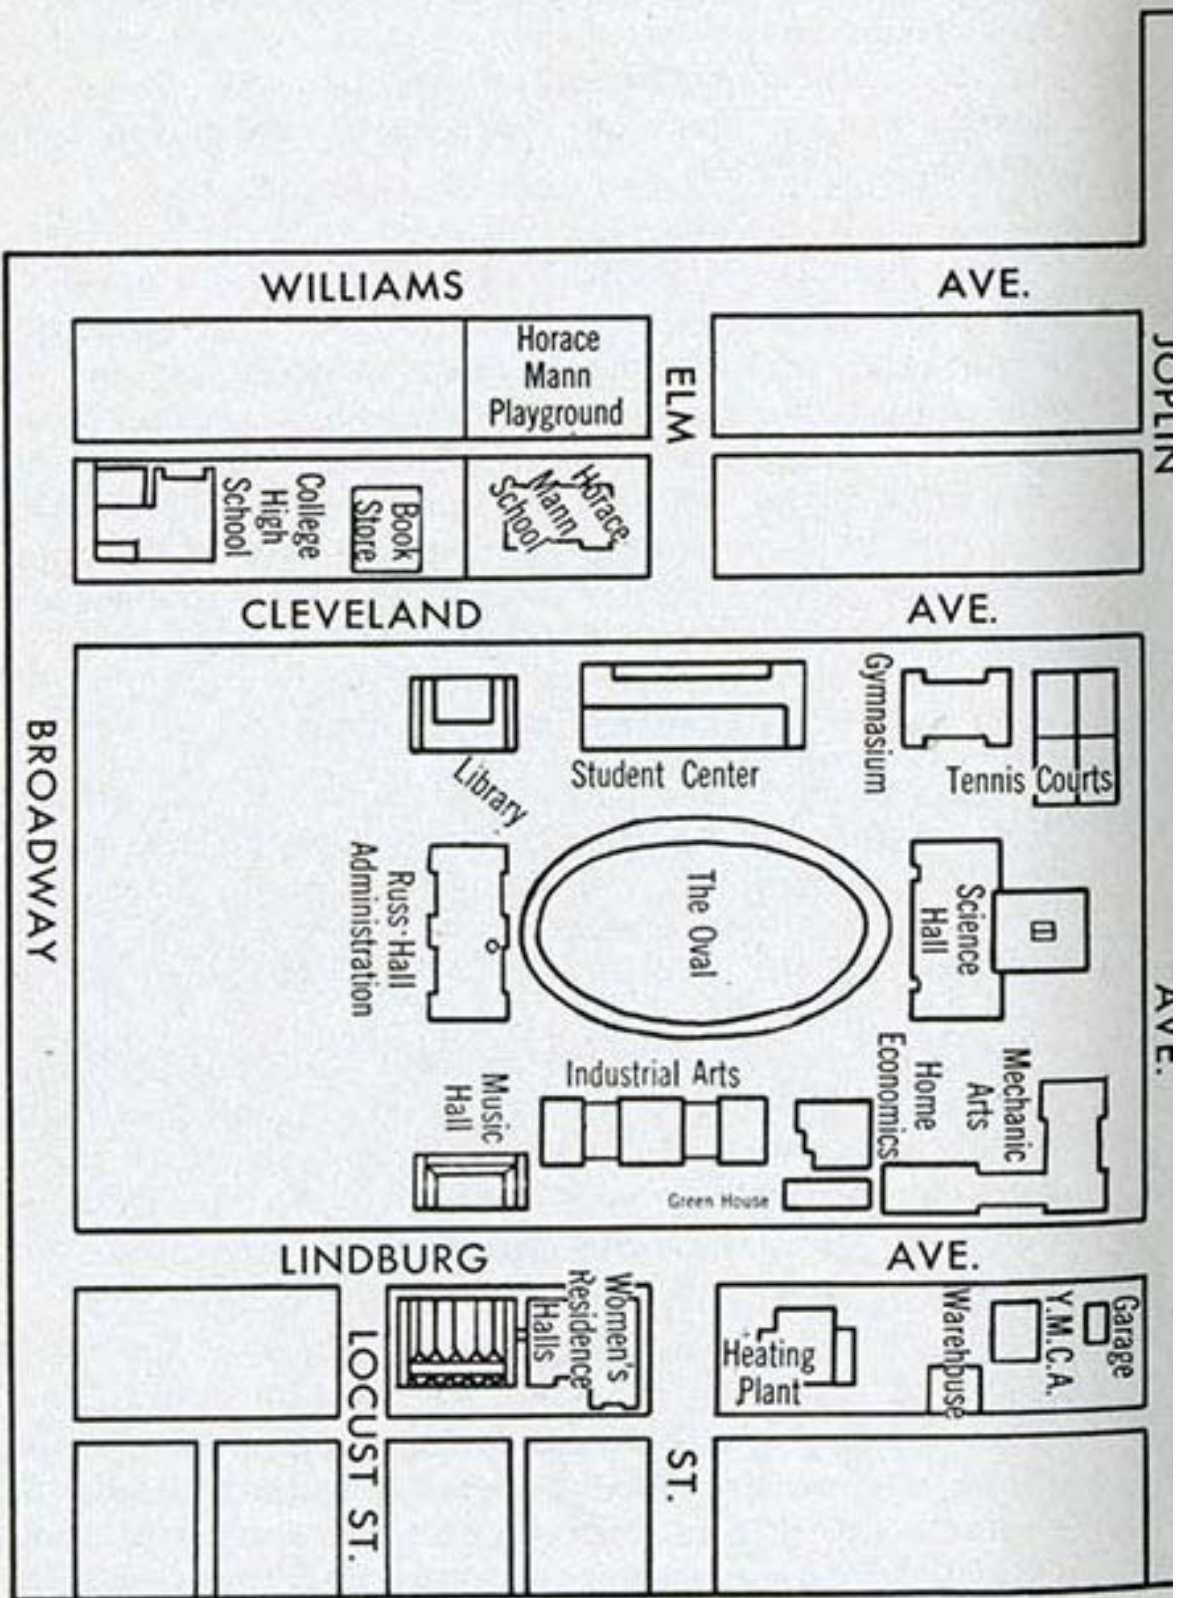 WILLIAMS AVE.
JOPLIN
Horace
Mann
Playground
ELM
College
High
School
Book
Store
Horace
Mann
School
CLEVELAND AVE.
BROADWAY
Library
Student Center
Gymnasium
Tennis Courts
Russ-Hall
Administration
The Oval
Science
Hall
AVE.
Music
Hall
Industrial Arts
Home
Economics
Mechanic
Arts
Green House
LINDBURG AVE.
LOCUST ST.
Women's
Residence
Halls
Heating
Plant
Warehouse
Y.M.C.A.
Garage
ST.